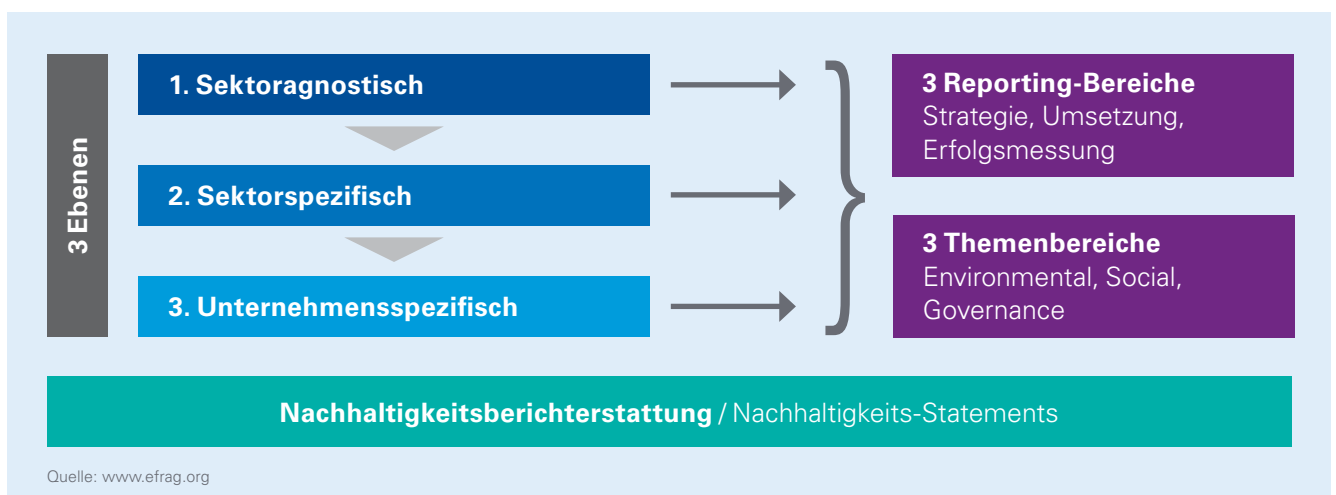 3 Ebenen
1. Sektoragnostisch
2. Sektorspezifisch
3. Unternehmensspezifisch
3 Reporting-Bereiche
Strategie, Umsetzung,
Erfolgsmessung
3 Themenbereiche
Environmental, Social,
Governance
Nachhaltigkeitsberichterstattung / Nachhaltigkeits-Statements
Quelle: www.efrag.org